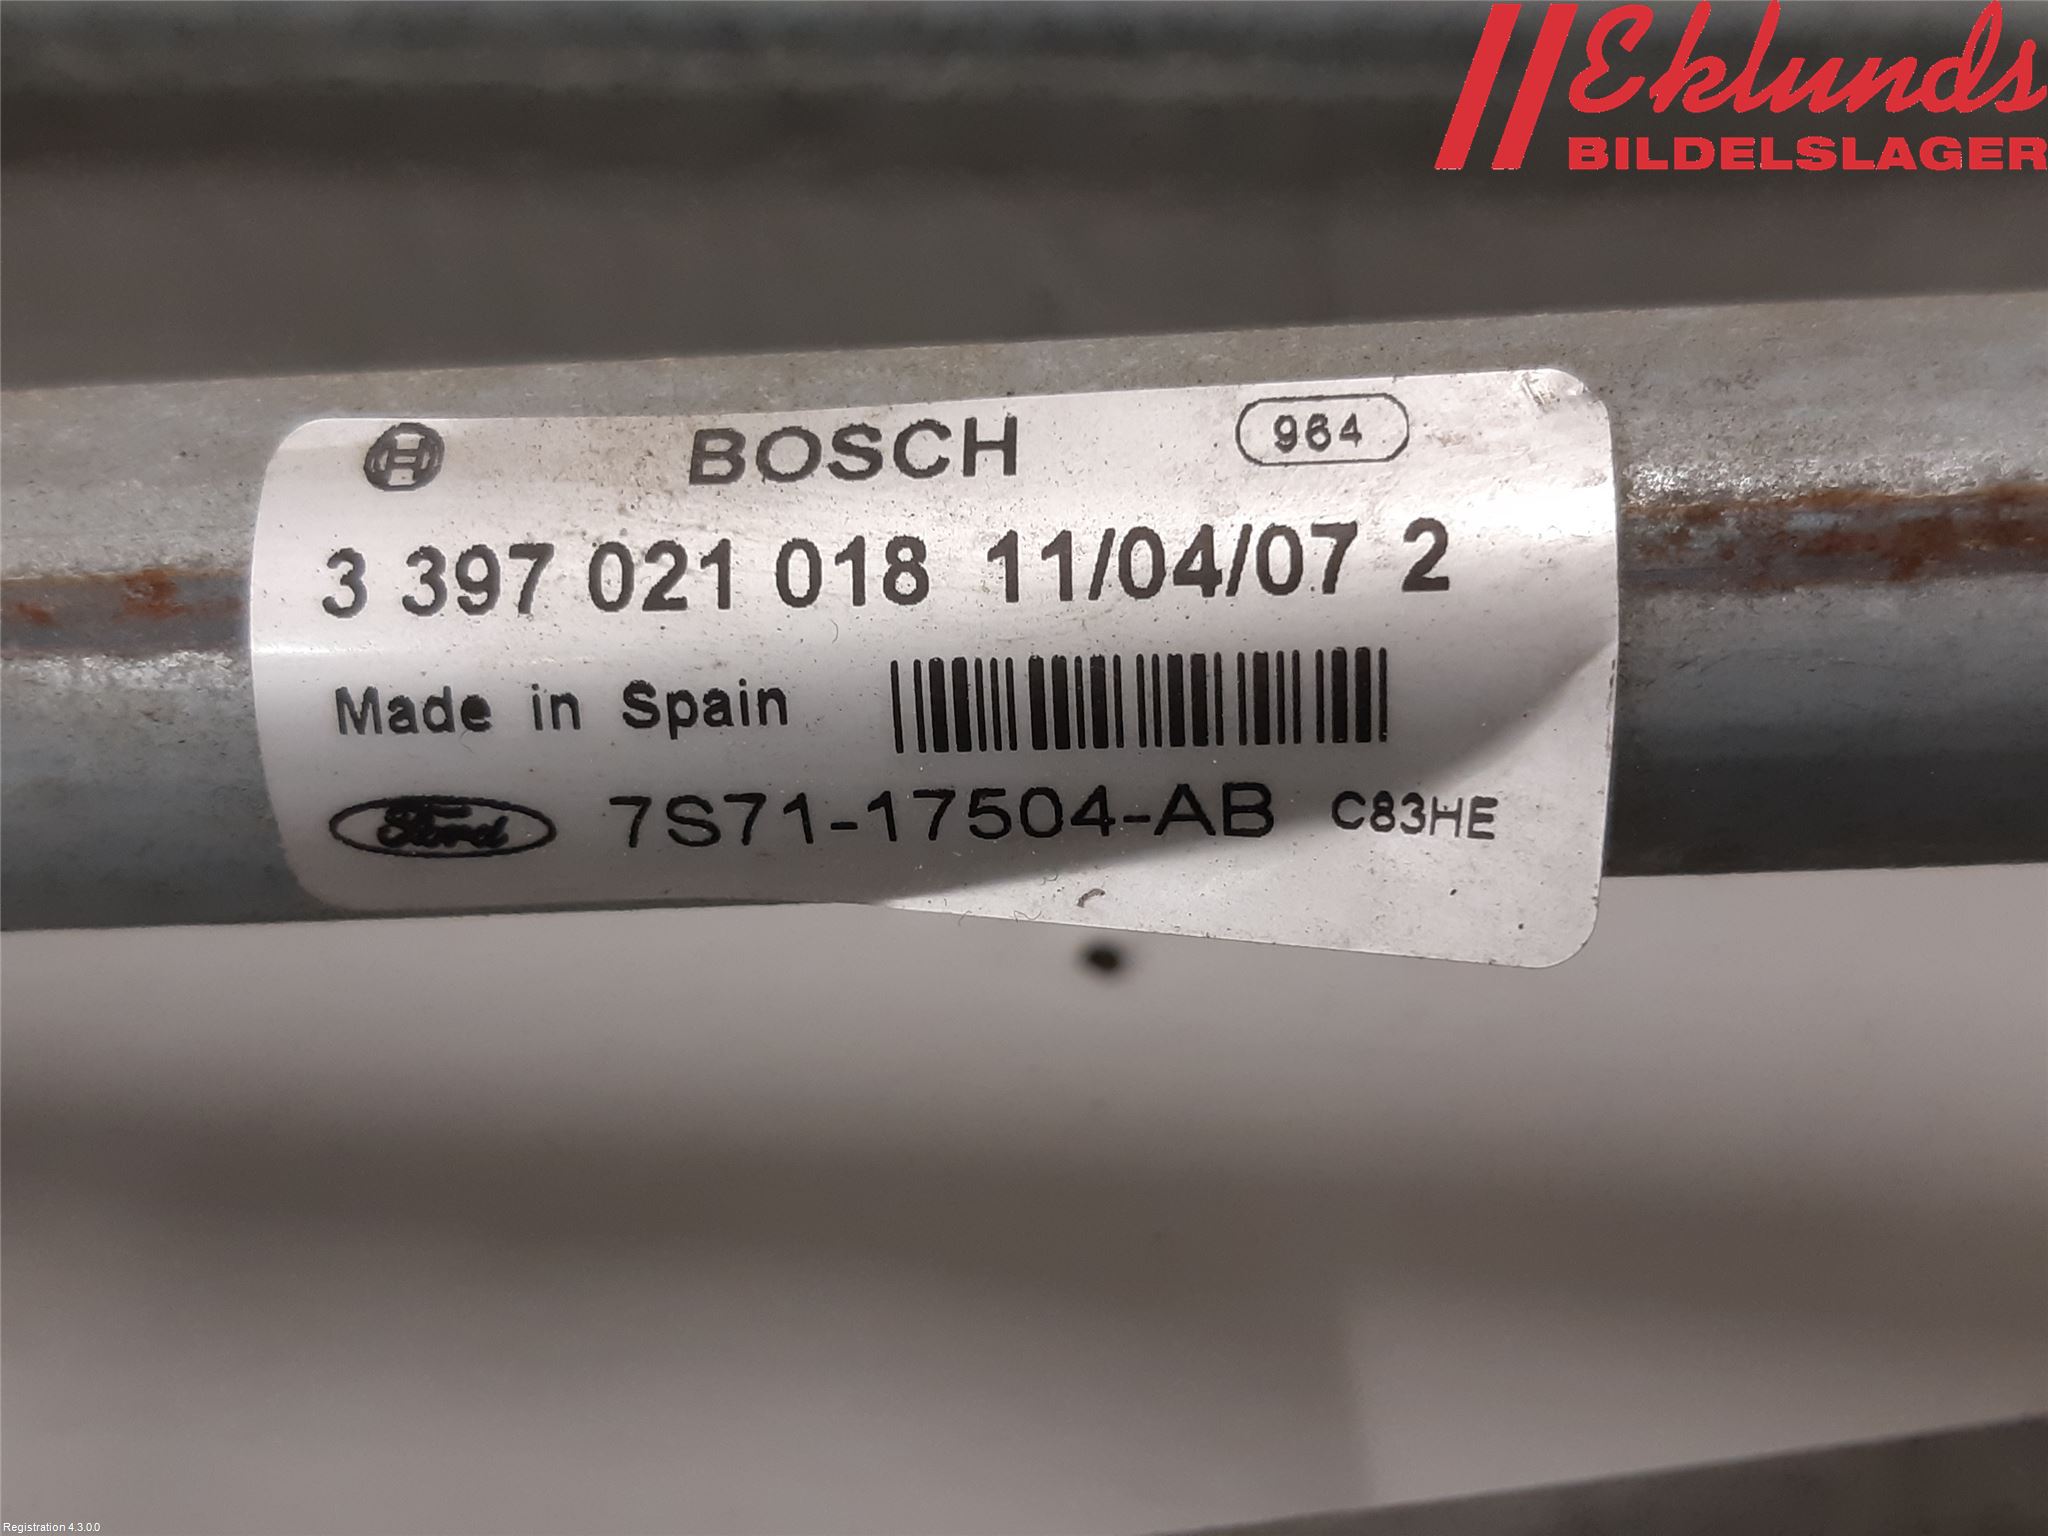 Eklunds
BILDELSLAGER
BOSCH 964
3 397 021 018 11/04/07 2
Made in Spain
Ford 7S71-17504-AB C83HE
Registration 4.3.0.0